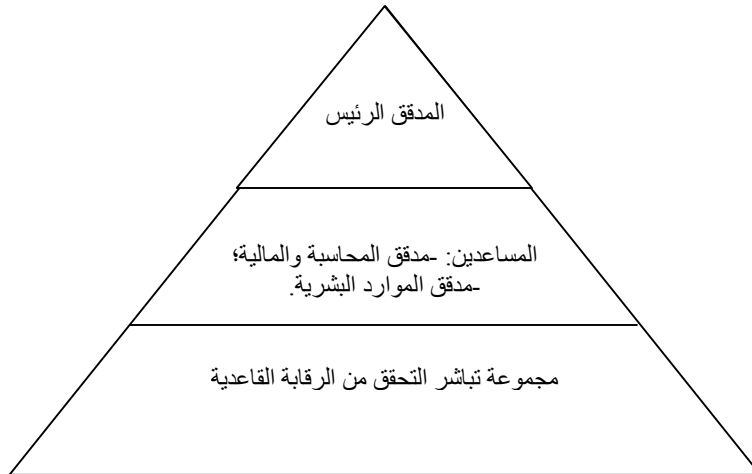 المدقق الرئيس
المساعدين: -مدقق المحاسبة والمالية؛
-مدقق الموارد البشرية.
مجموعة تباشر التحقق من الرقابة القاعدية